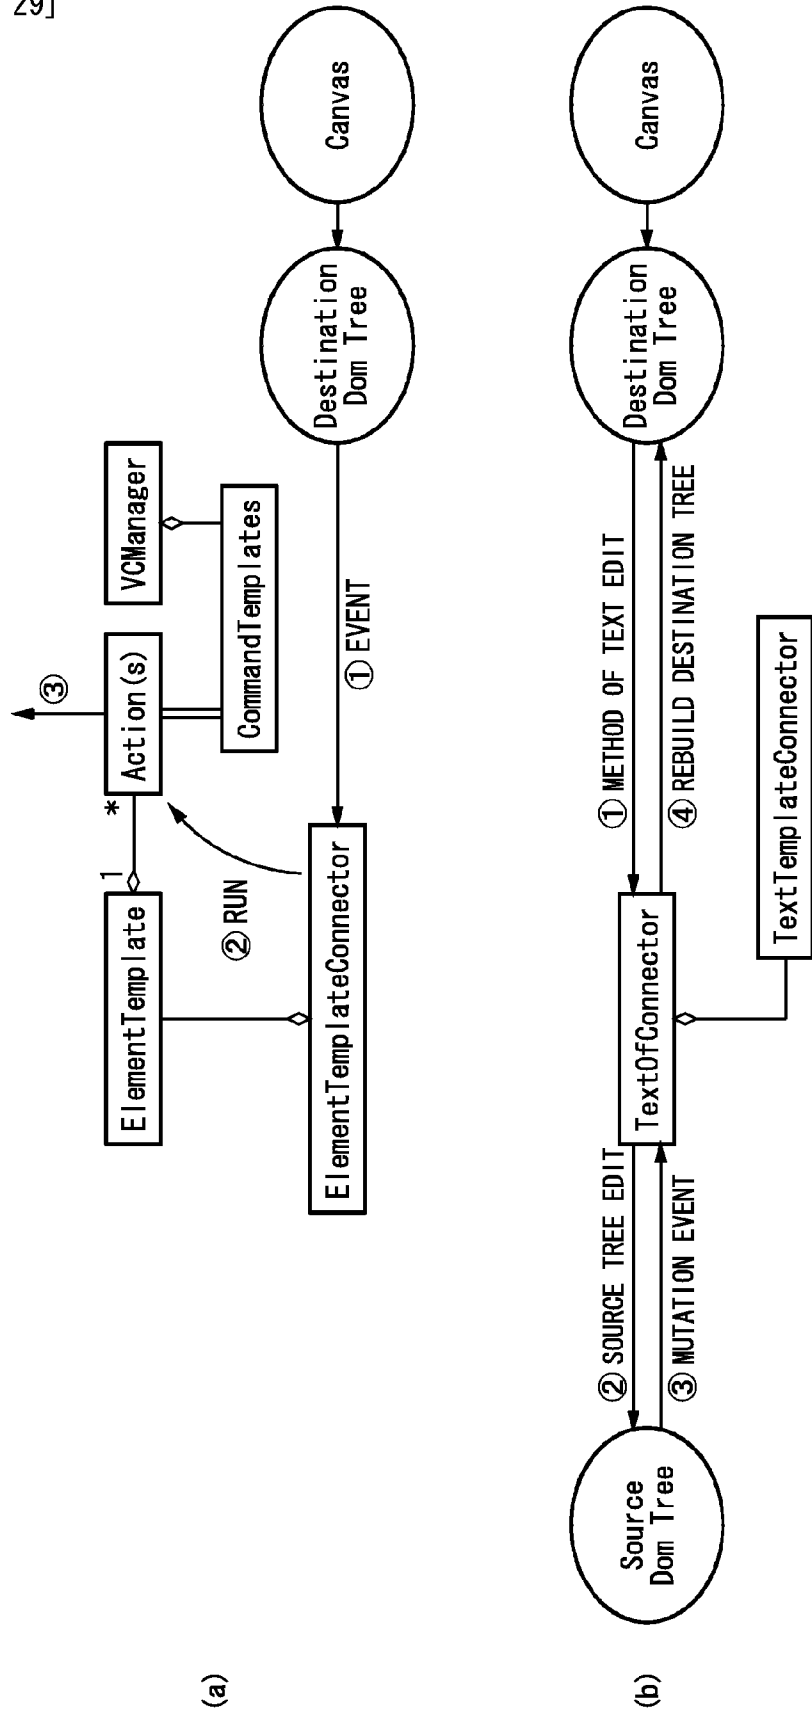 29]
(a)
ElementTemplate
1
*
Action(s)
③
VCManager
CommandTemplates
② RUN
ElementTemplateConnector
① EVENT
Destination
Dom Tree
Canvas
(b)
Source
Dom Tree
② SOURCE TREE EDIT
③ MUTATION EVENT
TextOfConnector
① METHOD OF TEXT EDIT
④ REBUILD DESTINATION TREE
TextTemplateConnector
Destination
Dom Tree
Canvas